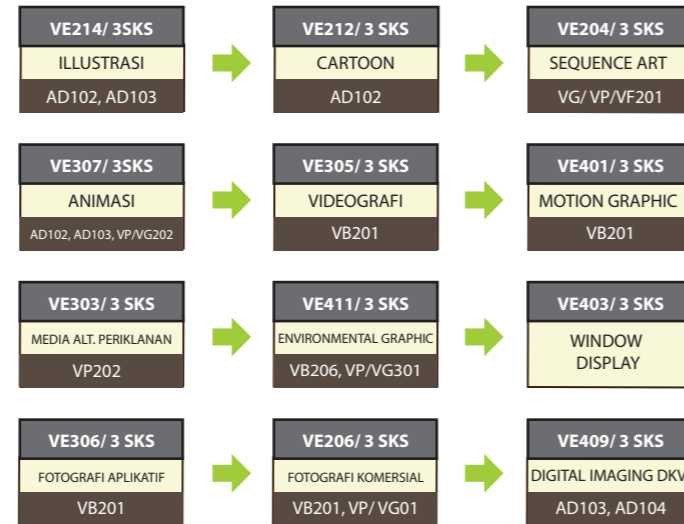 VE214/ 3SKS
ILLUSTRASI
AD102, AD103
VE212/ 3 SKS
CARTOON
AD102
VE204/ 3 SKS
SEQUENCE ART
VG/ VP/VF201
VE307/ 3SKS
ANIMASI
AD102, AD103, VP/VG202
VE305/ 3 SKS
VIDEOGRAFI
VB201
VE401/ 3 SKS
MOTION GRAPHIC
VB201
VE303/ 3 SKS
MEDIA ALT. PERIKLANAN
VP202
VE411/ 3 SKS
ENVIRONMENTAL GRAPHIC
VB206, VP/VG301
VE403/ 3 SKS
WINDOW
DISPLAY
VE306/ 3 SKS
FOTOGRAFI APLIKATIF
VB201
VE206/ 3 SKS
FOTOGRAFI KOMERSIAL
VB201, VP/ VG01
VE409/ 3 SKS
DIGITAL IMAGING DKV
AD103, AD104